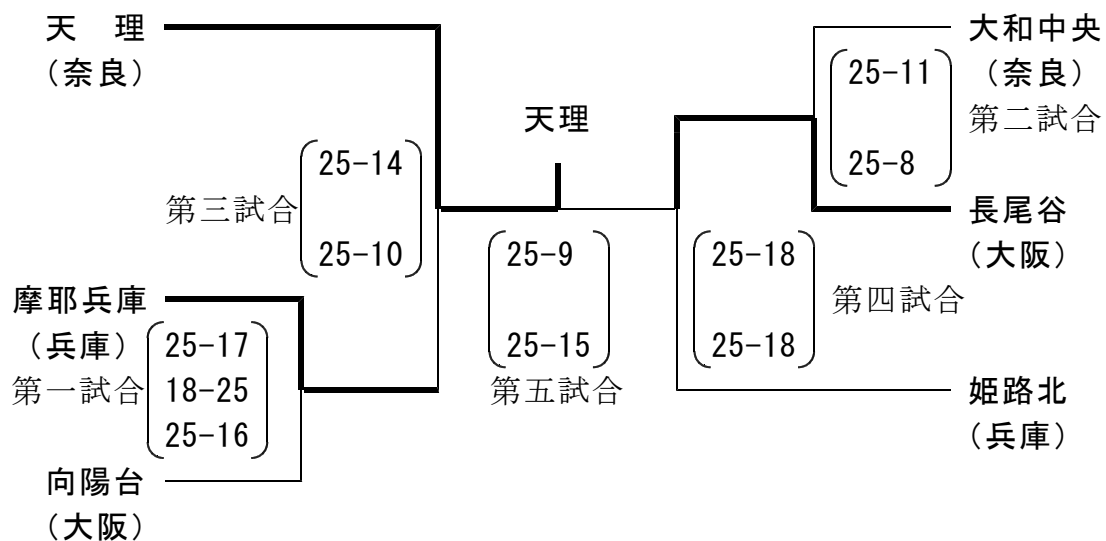 天　理
（奈良）
第三試合
25-14
25-10
摩耶兵庫
（兵庫）
第一試合
25-17
18-25
25-16
向陽台
（大阪）
天理
25-9
25-15
第五試合
大和中央
（奈良）
第二試合
25-11
25-8
長尾谷
（大阪）
25-18
25-18
第四試合
姫路北
（兵庫）